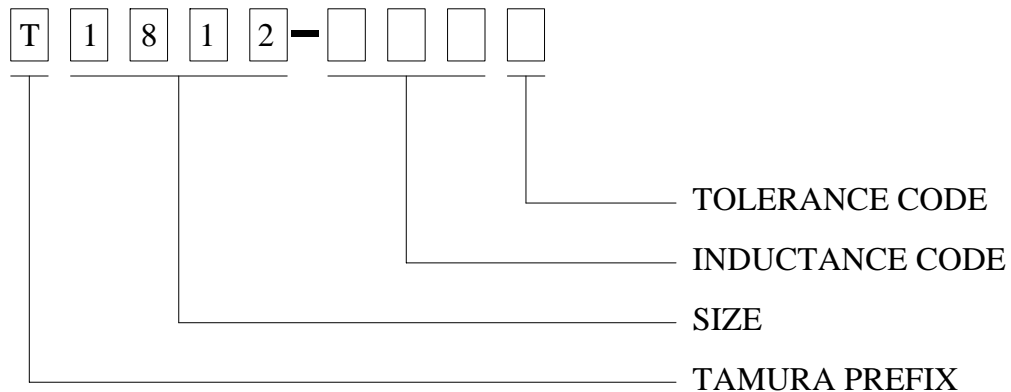 T 1 8 1 2 -
TOLERANCE CODE
INDUCTANCE CODE
SIZE
TAMURA PREFIX